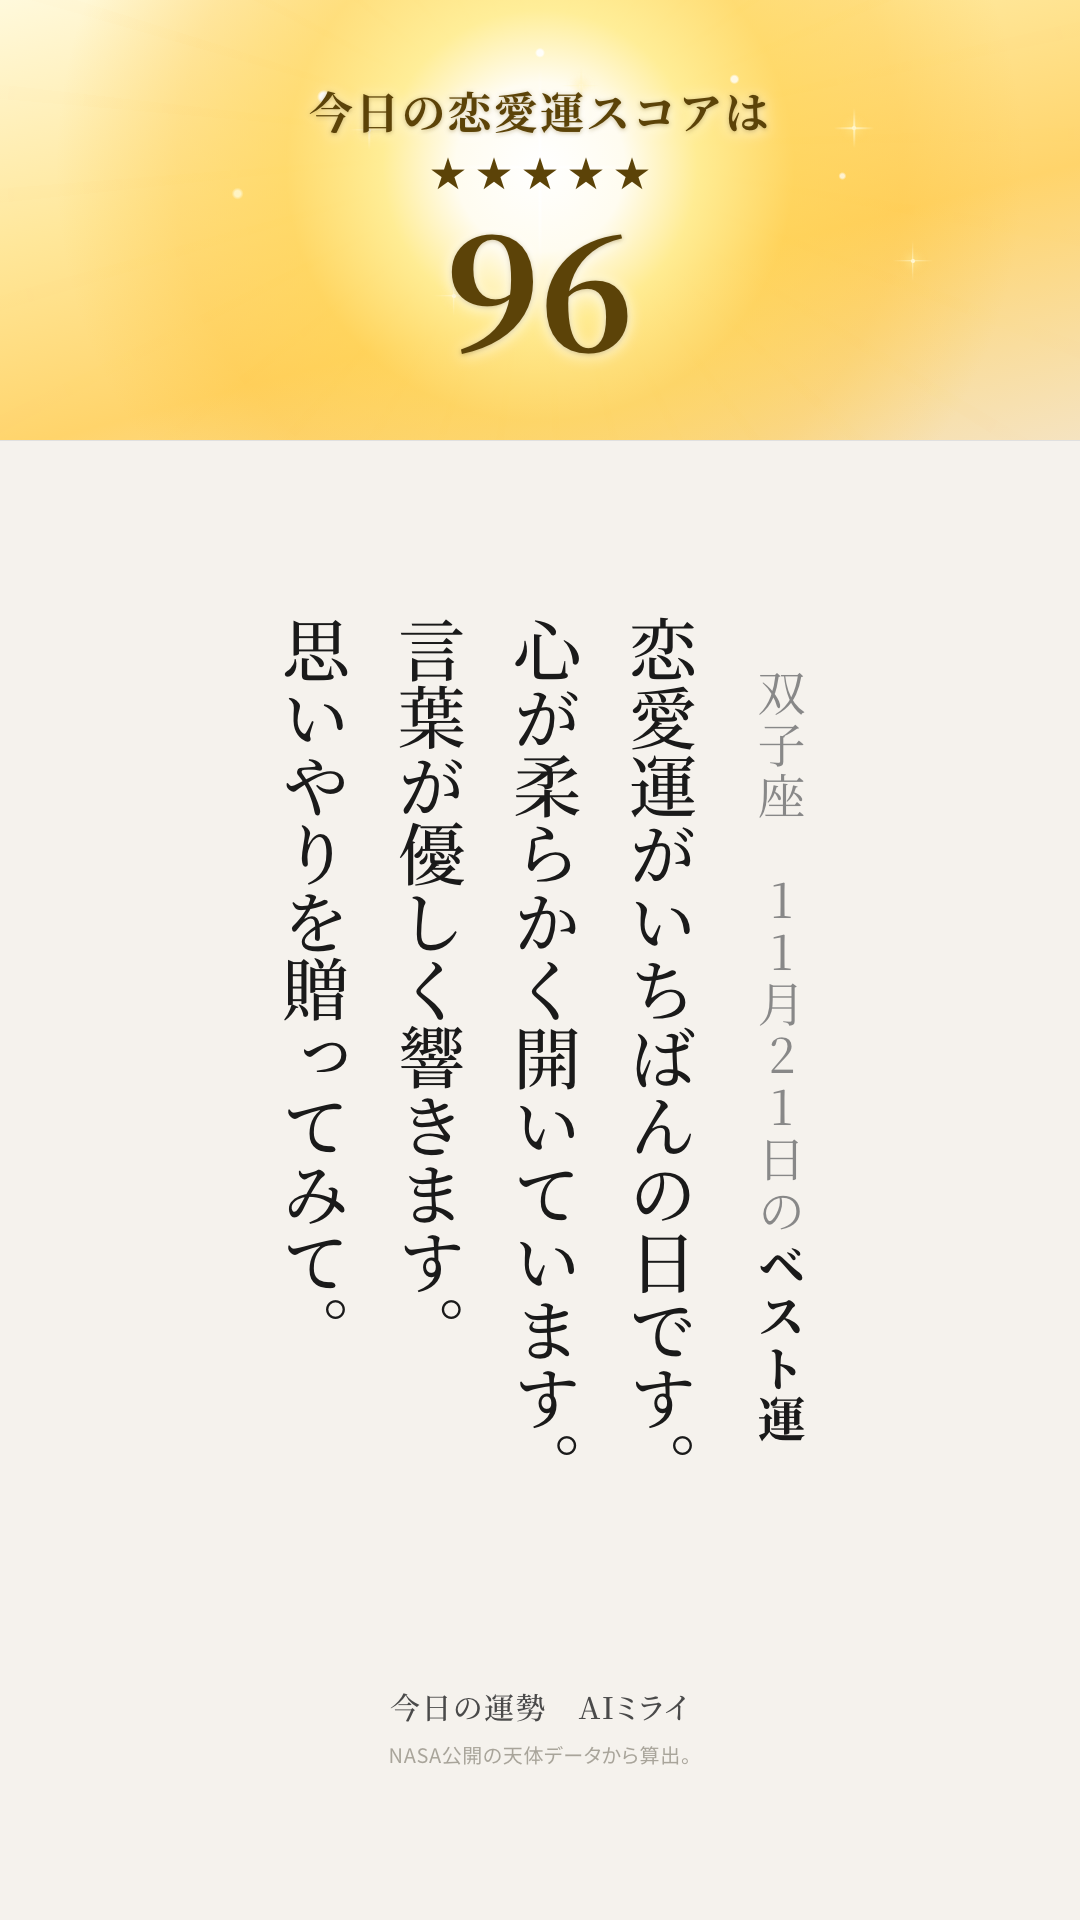 今日の恋愛運スコアは
★★★★★
96
双子座　11月21日のベスト運
恋愛運がいちばんの日です。
心が柔らかく開いています。
言葉が優しく響きます。
思いやりを贈ってみて。
今日の運勢　AIミライ
NASA公開の天体データから算出。